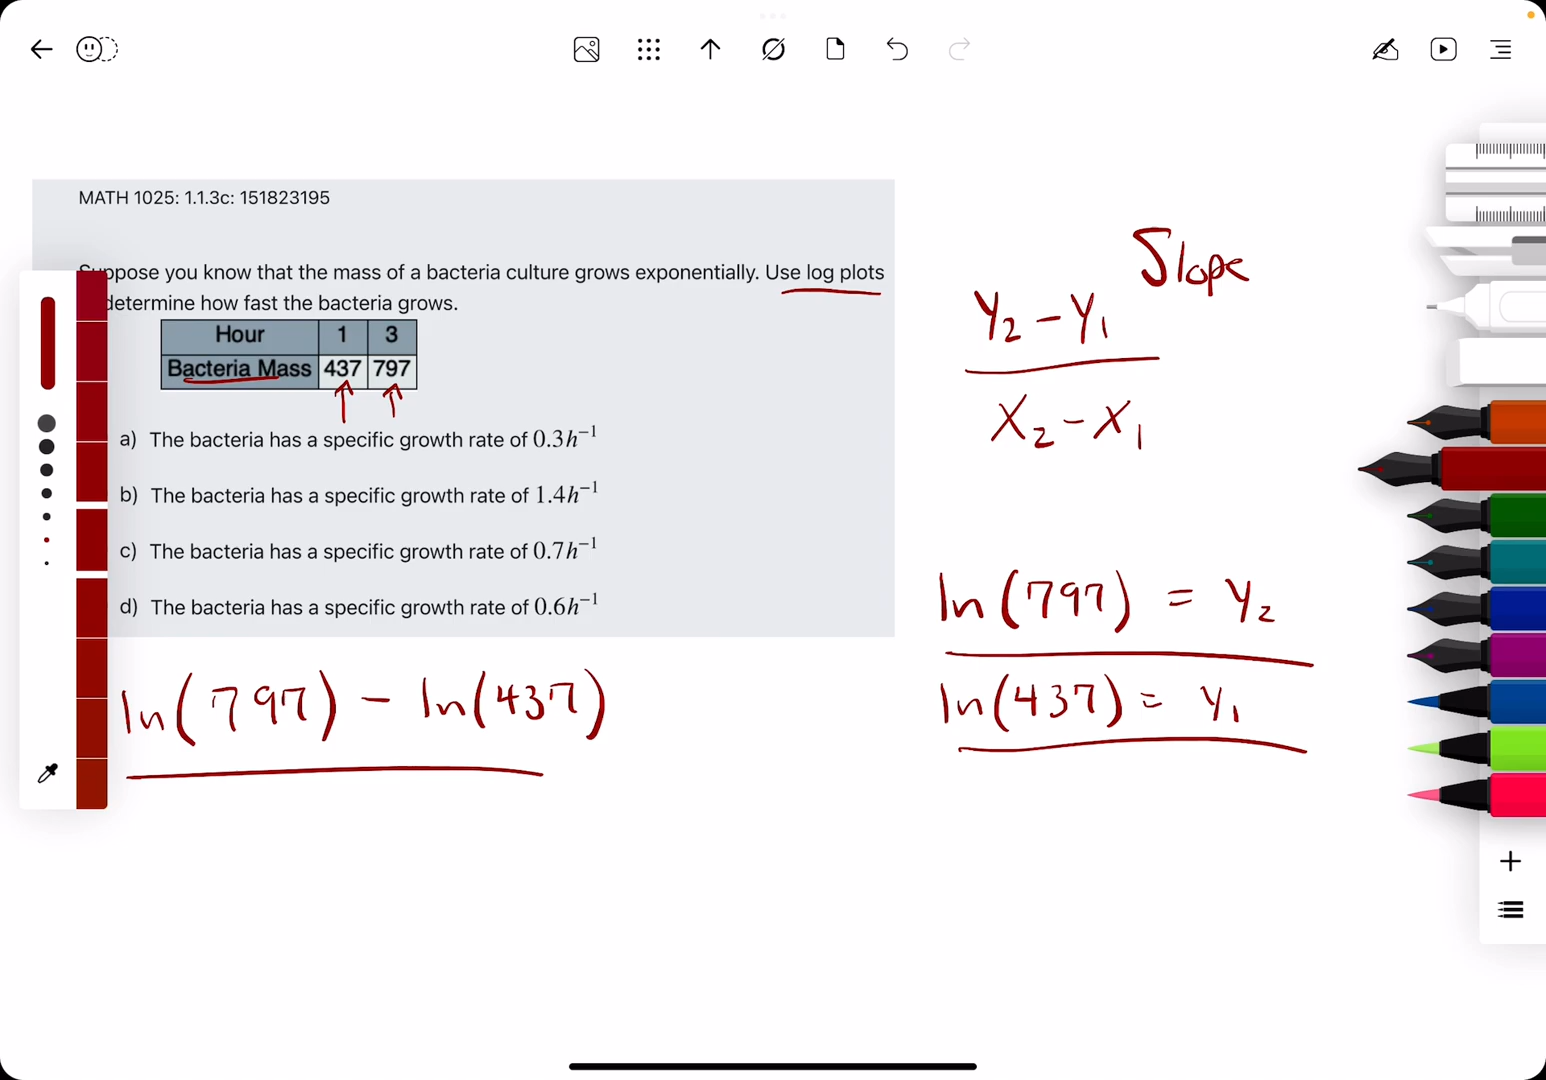 MATH 1025: 1.1.3c: 151823195
Suppose you know that the mass of a bacteria culture grows exponentially. Use log plots
determine how fast the bacteria grows.
Hour 1 3
Bacteria Mass 437 797
a) The bacteria has a specific growth rate of 0.3h⁻¹
b) The bacteria has a specific growth rate of 1.4h⁻¹
c) The bacteria has a specific growth rate of 0.7h⁻¹
d) The bacteria has a specific growth rate of 0.6h⁻¹
ln(797) - ln(437)
Slope
Y₂ - Y₁
X₂ - X₁
ln(797) = Y₂
ln(437) = Y₁